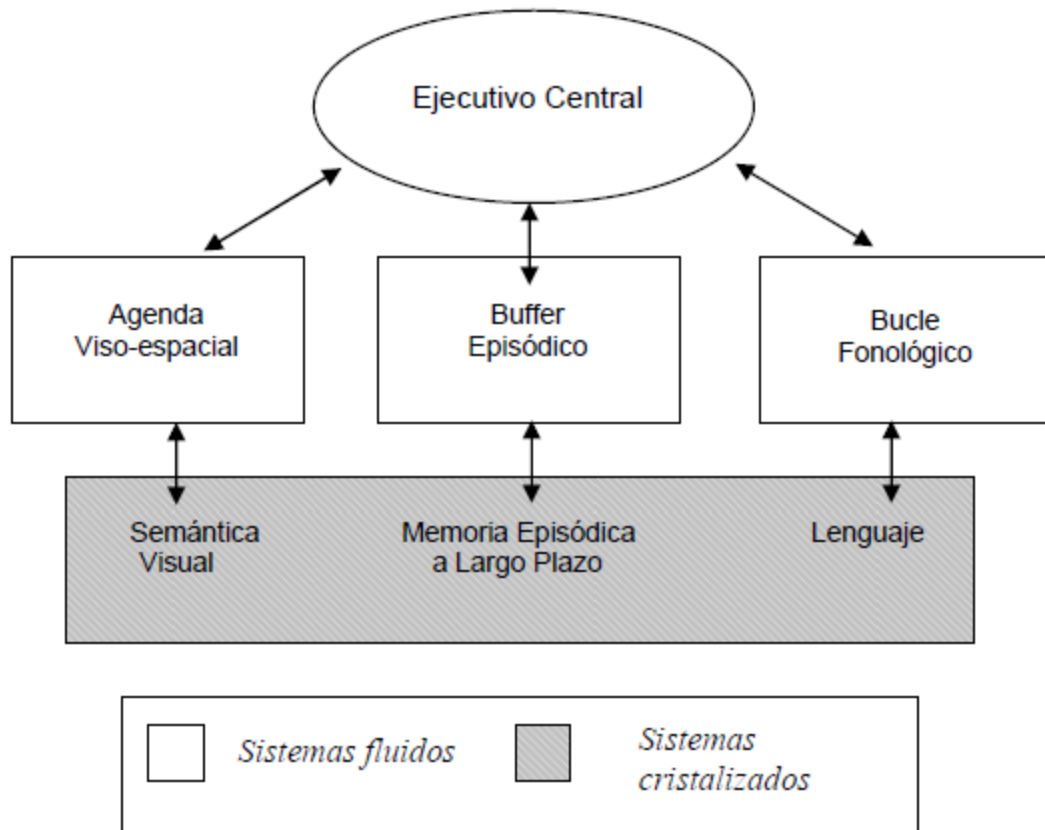 Ejecutivo Central
Agenda
Viso-espacial
Buffer
Episódico
Bucle
Fonológico
Semántica
Visual
Memoria Episódica
a Largo Plazo
Lenguaje
Sistemas fluidos
Sistemas
cristalizados